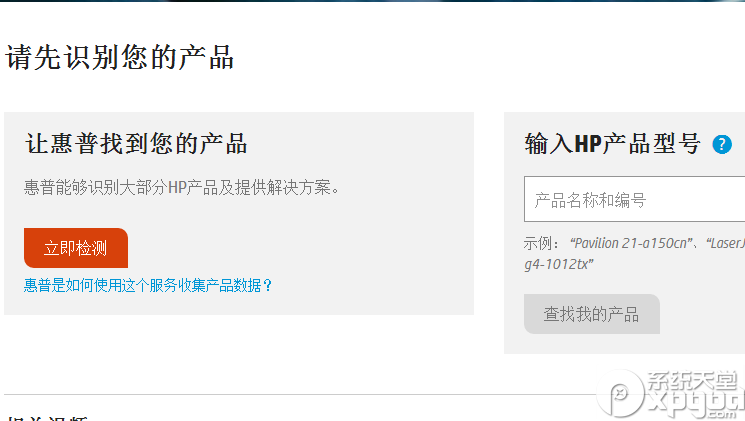 请先识别您的产品
让惠普找到您的产品
惠普能够识别大部分HP产品及提供解决方案。
立即检测
惠普是如何使用这个服务收集产品数据?
输入HP产品型号 ?
产品名称和编号
示例: “Pavilion 21-a150cn”、“LaserJ
g4-1012tx”
查找我的产品
系统天堂